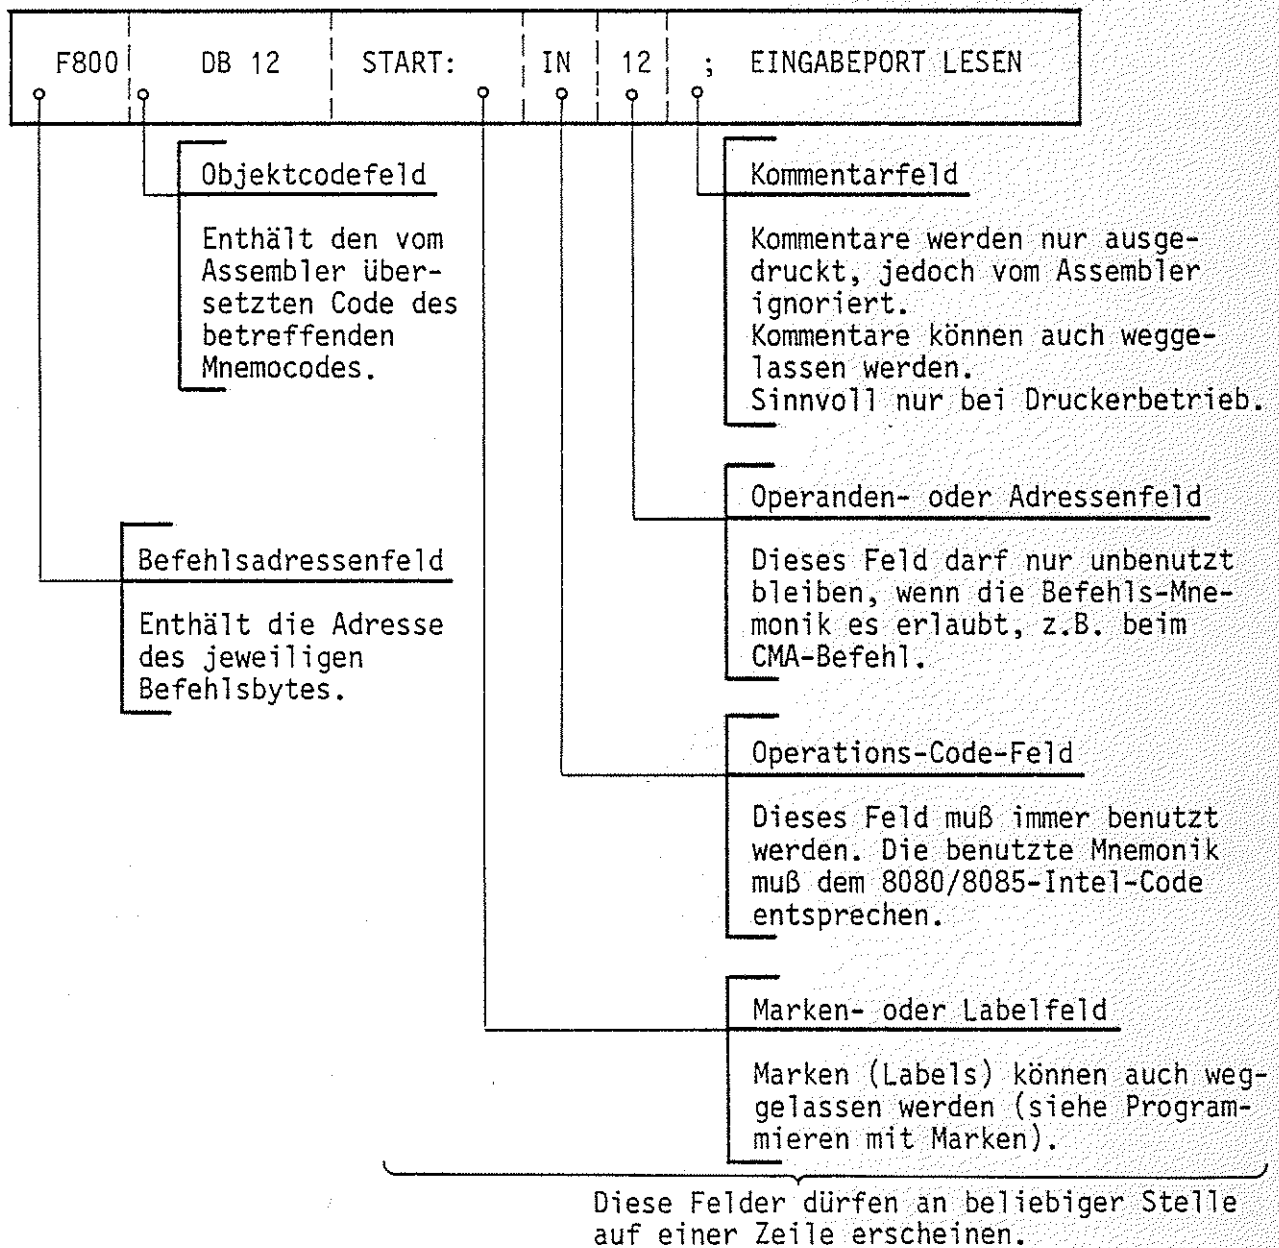 F800 DB 12 START: IN 12 ; EINGABEPORT LESEN
Objektcodefeld
Enthält den vom
Assembler über-
setzten Code des
betreffenden
Mnemocodes.
Kommentarfeld
Kommentare werden nur ausge-
druckt, jedoch vom Assembler
ignoriert.
Kommentare können auch wegge-
lassen werden.
Sinnvoll nur bei Druckerbetrieb.
Operanden- oder Adressenfeld
Dieses Feld darf nur unbenutzt
bleiben, wenn die Befehls-Mne-
monik es erlaubt, z.B. beim
CMA-Befehl.
Befehlsadressenfeld
Enthält die Adresse
des jeweiligen
Befehlsbytes.
Operations-Code-Feld
Dieses Feld muß immer benutzt
werden. Die benutzte Mnemonik
muß dem 8080/8085-Intel-Code
entsprechen.
Marken- oder Labelfeld
Marken (Labels) können auch weg-
gelassen werden (siehe Program-
mieren mit Marken).
Diese Felder dürfen an beliebiger Stelle
auf einer Zeile erscheinen.